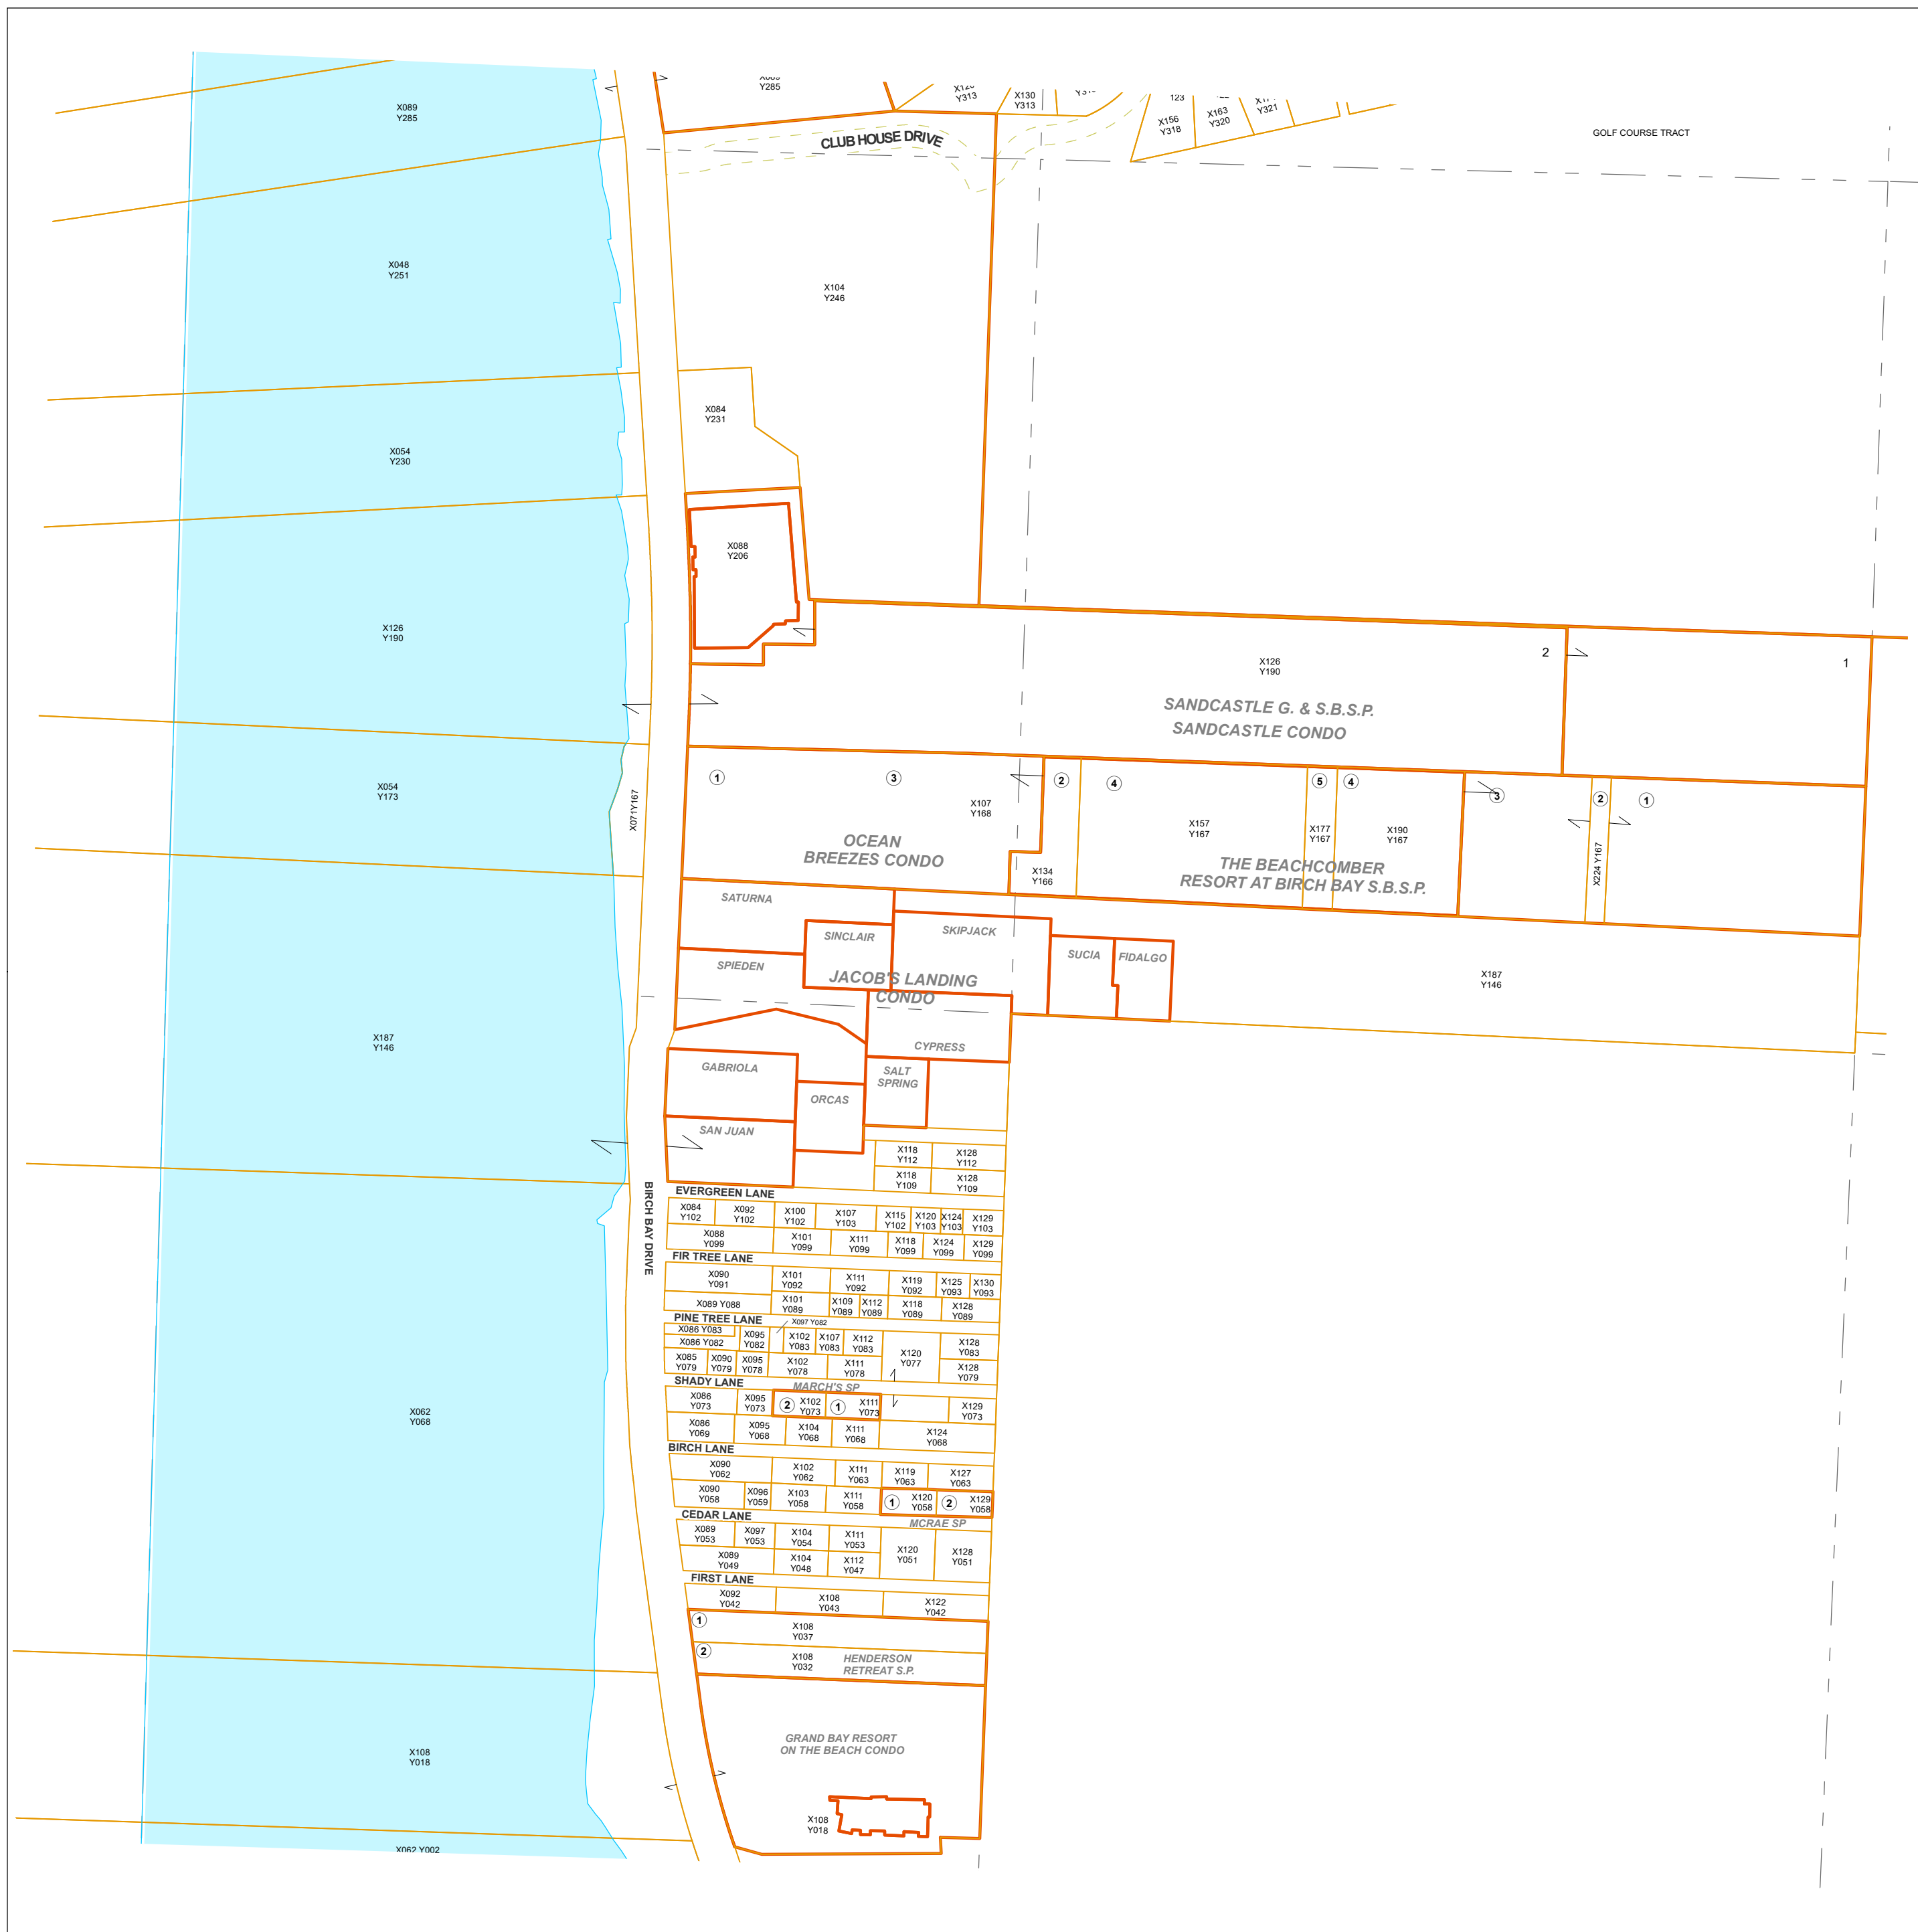 Y285
Y313
X130
Y313
123
X156
Y318
X163
Y320
Y321
GOLF COURSE TRACT
X089
Y285
CLUB HOUSE DRIVE
X048
Y251
X104
Y246
X084
Y231
X054
Y230
X088
Y206
X126
Y190
X126
Y190
2
1
SANDCASTLE G. & S.B.S.P.
SANDCASTLE CONDO
X054
Y173
X071Y167
1
3
X107
Y168
OCEAN
BREEZES CONDO
2
4
5
4
3
2
1
X134
Y166
X157
Y167
X177
Y167
X190
Y167
X224 Y167
THE BEACHCOMBER
RESORT AT BIRCH BAY S.B.S.P.
SATURNA
SINCLAIR
SKIPJACK
SUCIA
FIDALGO
SPIEDEN
JACOB'S LANDING
CONDO
X187
Y146
X187
Y146
CYPRESS
GABRIOLA
SALT
SPRING
ORCAS
SAN JUAN
X118
Y112
X128
Y112
X118
Y109
X128
Y109
BIRCH BAY DRIVE
EVERGREEN LANE
X084
Y102
X092
Y102
X100
Y102
X107
Y103
X115
Y102
X120
Y103
X124
Y103
X129
Y103
X088
Y099
X101
Y099
X111
Y099
X118
Y099
X124
Y099
X129
Y099
FIR TREE LANE
X090
Y091
X101
Y092
X111
Y092
X119
Y092
X125
Y093
X130
Y093
X089 Y088
X101
Y089
X109
Y089
X112
Y089
X118
Y089
X128
Y089
PINE TREE LANE
X097 Y082
X086 Y083
X086 Y082
X095
Y082
X102
Y083
X107
Y083
X112
Y083
X120
Y077
X128
Y083
X085
Y079
X090
Y079
X095
Y078
X102
Y078
X111
Y078
X128
Y079
SHADY LANE
MARCH'S SP
X086
Y073
X095
Y073
2
X102
Y073
1
X111
Y073
X129
Y073
X086
Y069
X095
Y068
X104
Y068
X111
Y068
X124
Y068
X062
Y068
BIRCH LANE
X090
Y062
X102
Y062
X111
Y063
X119
Y063
X127
Y063
X090
Y058
X096
Y059
X103
Y058
X111
Y058
1
X120
Y058
2
X129
Y058
CEDAR LANE
MCRAE SP
X089
Y053
X097
Y053
X104
Y054
X111
Y053
X120
Y051
X128
Y051
X089
Y049
X104
Y048
X112
Y047
FIRST LANE
X092
Y042
X108
Y043
X122
Y042
1
X108
Y037
2
X108
Y032
HENDERSON
RETREAT S.P.
GRAND BAY RESORT
ON THE BEACH CONDO
X108
Y018
X108
Y018
X062 Y002